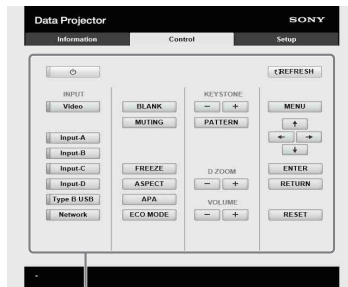 Data Projector
SONY
Information
Control
Setup
REFRESH
INPUT
KEYSTONE
Video
BLANK
- +
MENU
MUTING
PATTERN
Input-A
Input-B
Input-C
FREEZE
D ZOOM
ENTER
Input-D
ASPECT
- +
RETURN
Type B USB
APA
VOLUME
Network
ECO MODE
- +
RESET
-